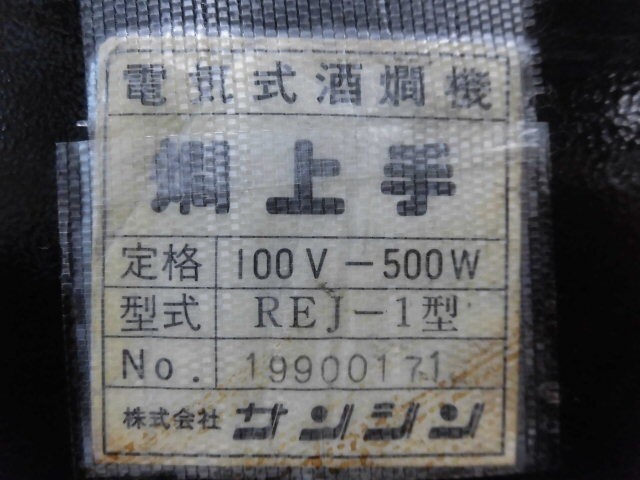 電気式酒燗機
燗上手
定格 100V-500W
型式 REJ-1型
No. 19900171
株式会社 サンシン